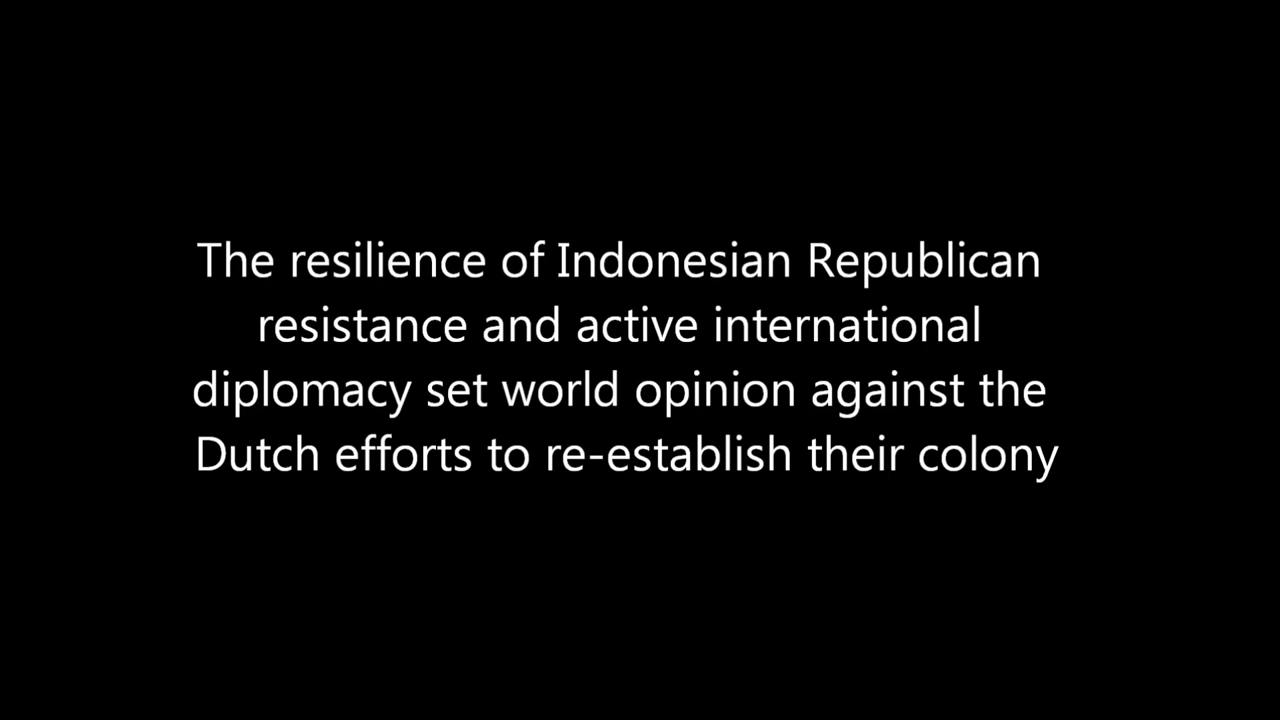 The resilience of Indonesian Republican
resistance and active international
diplomacy set world opinion against the
Dutch efforts to re-establish their colony